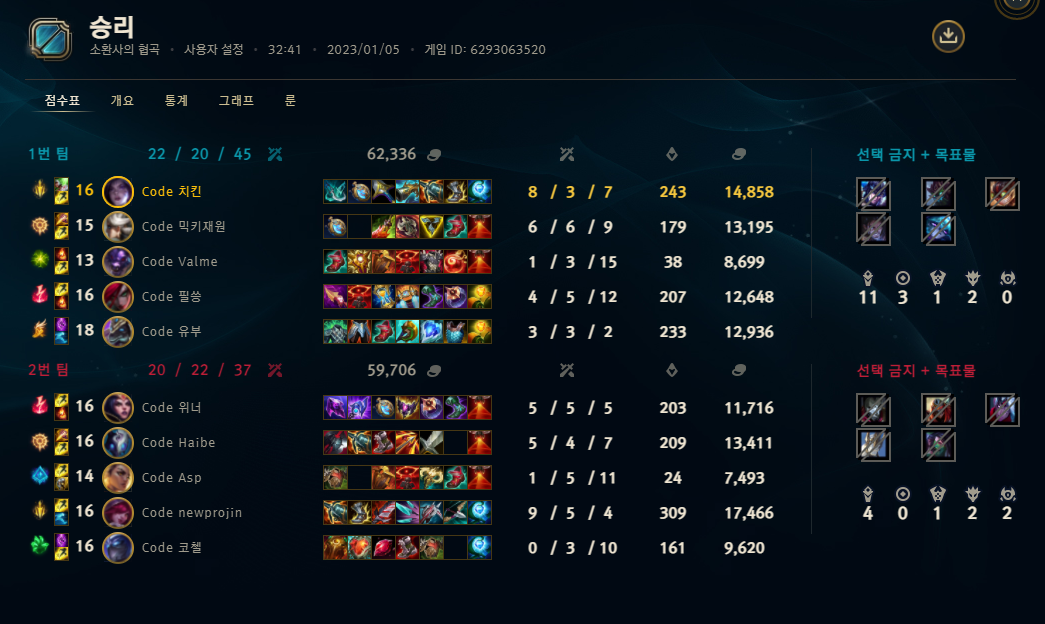 승리
소환사의 협곡 • 사용자 설정 • 32:41 • 2023/01/05 • 게임 ID: 6293063520
점수표 개요 통계 그래프 룬
1번 팀 22 / 20 / 45 62,336 선택 금지 + 목표물
16 Code 치킨 8 / 3 / 7 243 14,858
15 Code 믹키재원 6 / 6 / 9 179 13,195
13 Code Valme 1 / 3 / 15 38 8,699
16 Code 필쏭 4 / 5 / 12 207 12,648
11 3 1 2 0
18 Code 유부 3 / 3 / 2 233 12,936
2번 팀 20 / 22 / 37 59,706 선택 금지 + 목표물
16 Code 위너 5 / 5 / 5 203 11,716
16 Code Haibe 5 / 4 / 7 209 13,411
14 Code Asp 1 / 5 / 11 24 7,493
16 Code newprojin 9 / 5 / 4 309 17,466
4 0 1 2 2
16 Code 코첼 0 / 3 / 10 161 9,620